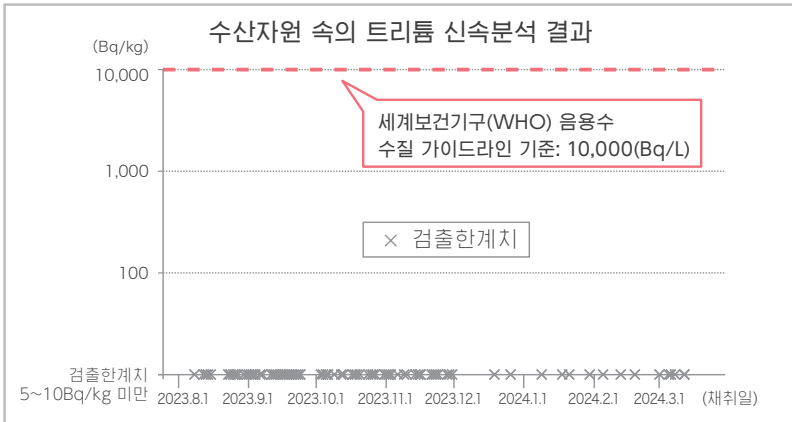 수산자원 속의 트리튬 신속분석 결과
(Bq/kg)
10,000
세계보건기구(WHO) 음용수
수질 가이드라인 기준: 10,000(Bq/L)
1,000
× 검출한계치
100
검출한계치
5~10Bq/kg 미만
2023.8.1 2023.9.1 2023.10.1 2023.11.1 2023.12.1 2024.1.1 2024.2.1 2024.3.1 (채취일)